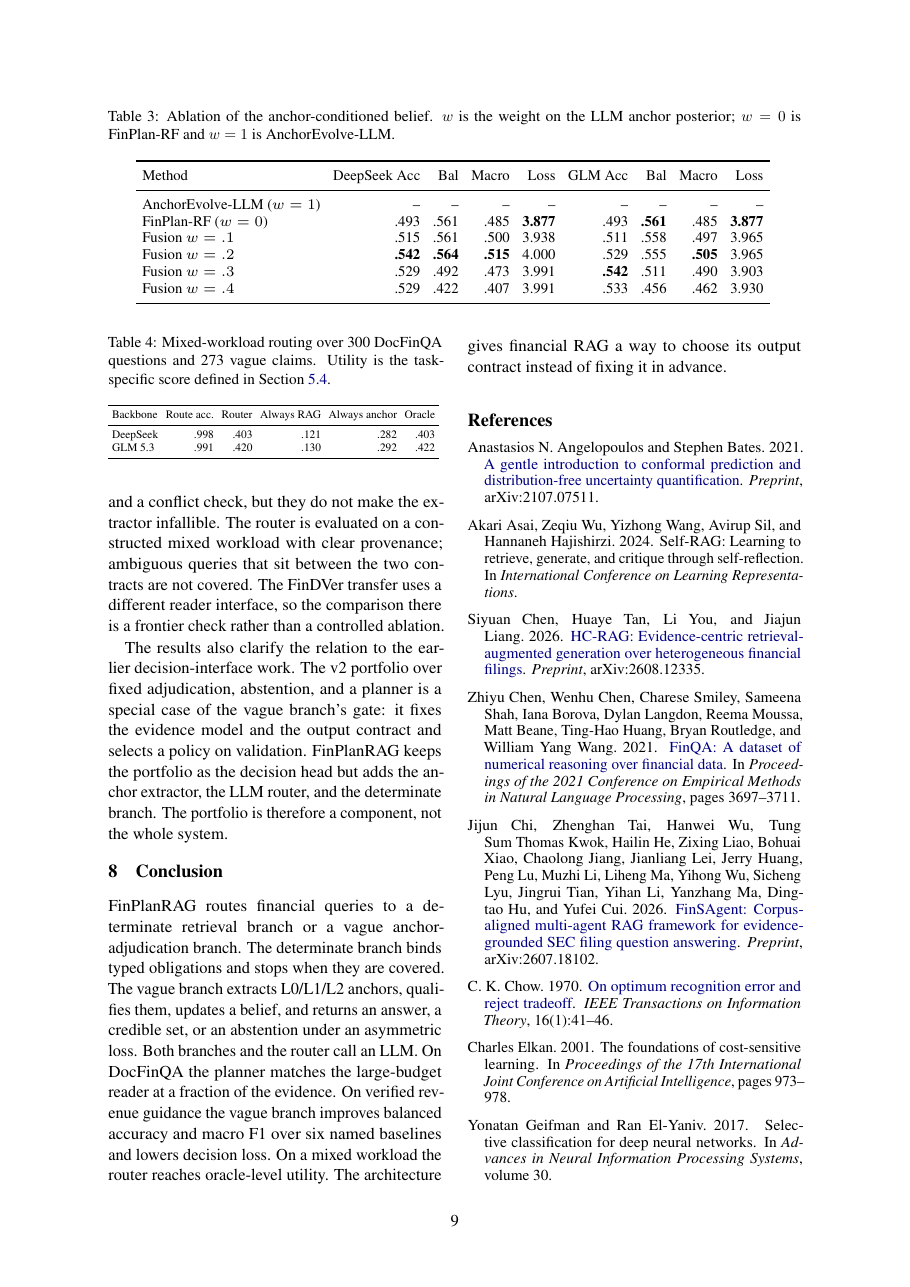 Table 3: Ablation of the anchor-conditioned belief. w is the weight on the LLM anchor posterior; w = 0 is
FinPlan-RF and w = 1 is AnchorEvolve-LLM.
Method DeepSeek Acc Bal Macro Loss GLM Acc Bal Macro Loss
AnchorEvolve-LLM (w = 1) – – – – – – – –
FinPlan-RF (w = 0) .493 .561 .485 3.877 .493 .561 .485 3.877
Fusion w = .1 .515 .561 .500 3.938 .511 .558 .497 3.965
Fusion w = .2 .542 .564 .515 4.000 .529 .555 .505 3.965
Fusion w = .3 .529 .492 .473 3.991 .542 .511 .490 3.903
Fusion w = .4 .529 .422 .407 3.991 .533 .456 .462 3.930
Table 4: Mixed-workload routing over 300 DocFinQA
questions and 273 vague claims. Utility is the task-
specific score defined in Section 5.4.
Backbone Route acc. Router Always RAG Always anchor Oracle
DeepSeek .998 .403 .121 .282 .403
GLM 5.3 .991 .420 .130 .292 .422
and a conflict check, but they do not make the ex-
tractor infallible. The router is evaluated on a con-
structed mixed workload with clear provenance;
ambiguous queries that sit between the two con-
tracts are not covered. The FinDVer transfer uses a
different reader interface, so the comparison there
is a frontier check rather than a controlled ablation.
The results also clarify the relation to the ear-
lier decision-interface work. The v2 portfolio over
fixed adjudication, abstention, and a planner is a
special case of the vague branch's gate: it fixes
the evidence model and the output contract and
selects a policy on validation. FinPlanRAG keeps
the portfolio as the decision head but adds the an-
chor extractor, the LLM router, and the determinate
branch. The portfolio is therefore a component, not
the whole system.
8 Conclusion
FinPlanRAG routes financial queries to a de-
terminate retrieval branch or a vague anchor-
adjudication branch. The determinate branch binds
typed obligations and stops when they are covered.
The vague branch extracts L0/L1/L2 anchors, quali-
fies them, updates a belief, and returns an answer, a
credible set, or an abstention under an asymmetric
loss. Both branches and the router call an LLM. On
DocFinQA the planner matches the large-budget
reader at a fraction of the evidence. On verified rev-
enue guidance the vague branch improves balanced
accuracy and macro F1 over six named baselines
and lowers decision loss. On a mixed workload the
router reaches oracle-level utility. The architecture
gives financial RAG a way to choose its output
contract instead of fixing it in advance.
References
Anastasios N. Angelopoulos and Stephen Bates. 2021.
A gentle introduction to conformal prediction and
distribution-free uncertainty quantification. Preprint,
arXiv:2107.07511.
Akari Asai, Zeqiu Wu, Yizhong Wang, Avirup Sil, and
Hannaneh Hajishirzi. 2024. Self-RAG: Learning to
retrieve, generate, and critique through self-reflection.
In International Conference on Learning Representa-
tions.
Siyuan Chen, Huaye Tan, Li You, and Jiajun
Liang. 2026. HC-RAG: Evidence-centric retrieval-
augmented generation over heterogeneous financial
filings. Preprint, arXiv:2608.12335.
Zhiyu Chen, Wenhu Chen, Charese Smiley, Sameena
Shah, Iana Borova, Dylan Langdon, Reema Moussa,
Matt Beane, Ting-Hao Huang, Bryan Routledge, and
William Yang Wang. 2021. FinQA: A dataset of
numerical reasoning over financial data. In Proceed-
ings of the 2021 Conference on Empirical Methods
in Natural Language Processing, pages 3697–3711.
Jijun Chi, Zhenghan Tai, Hanwei Wu, Tung
Sum Thomas Kwok, Hailin He, Zixing Liao, Bohuai
Xiao, Chaolong Jiang, Jianliang Lei, Jerry Huang,
Peng Lu, Muzhi Li, Liheng Ma, Yihong Wu, Sicheng
Lyu, Jingrui Tian, Yihan Li, Yanzhang Ma, Ding-
tao Hu, and Yufei Cui. 2026. FinSAgent: Corpus-
aligned multi-agent RAG framework for evidence-
grounded SEC filing question answering. Preprint,
arXiv:2607.18102.
C. K. Chow. 1970. On optimum recognition error and
reject tradeoff. IEEE Transactions on Information
Theory, 16(1):41–46.
Charles Elkan. 2001. The foundations of cost-sensitive
learning. In Proceedings of the 17th International
Joint Conference on Artificial Intelligence, pages 973–
978.
Yonatan Geifman and Ran El-Yaniv. 2017. Selec-
tive classification for deep neural networks. In Ad-
vances in Neural Information Processing Systems,
volume 30.
9